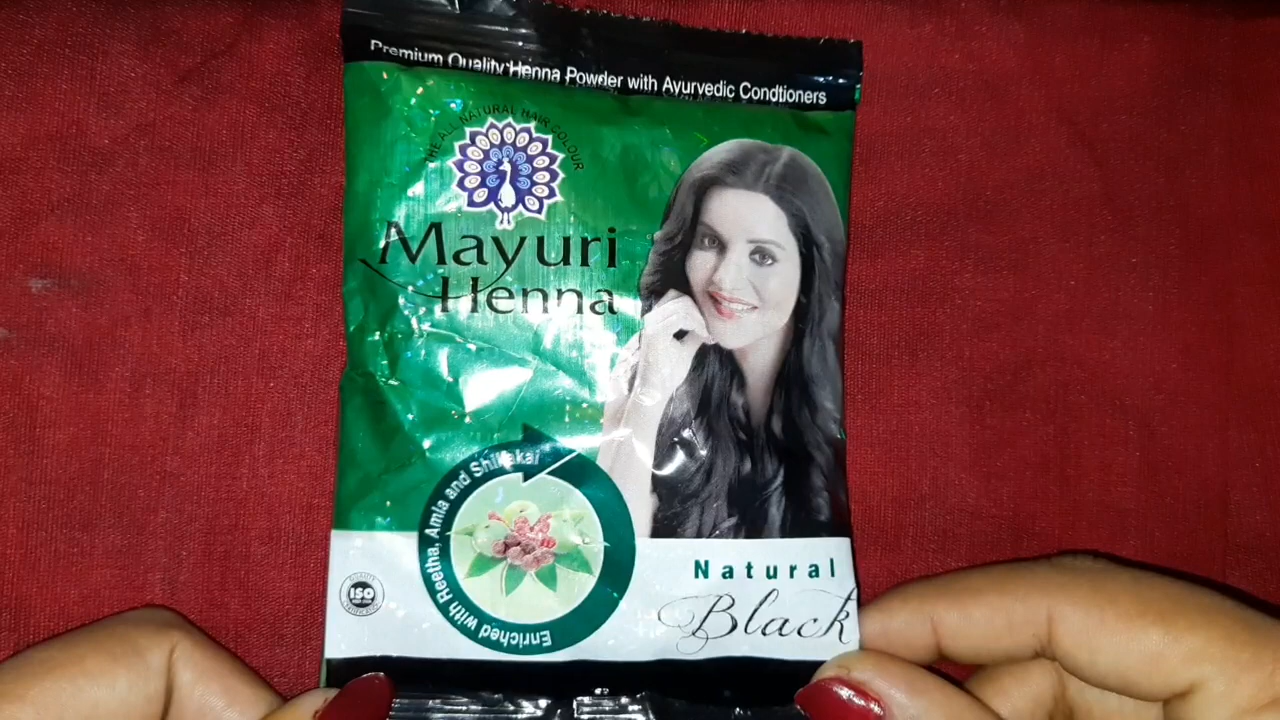 Premium Quality Henna Powder with Ayurvedic Condtioners
THE ALL NATURAL HAIR COLOUR
Mayuri
Henna
Enriched with Reetha, Amla and Shikakai
ISO
Natural
Black